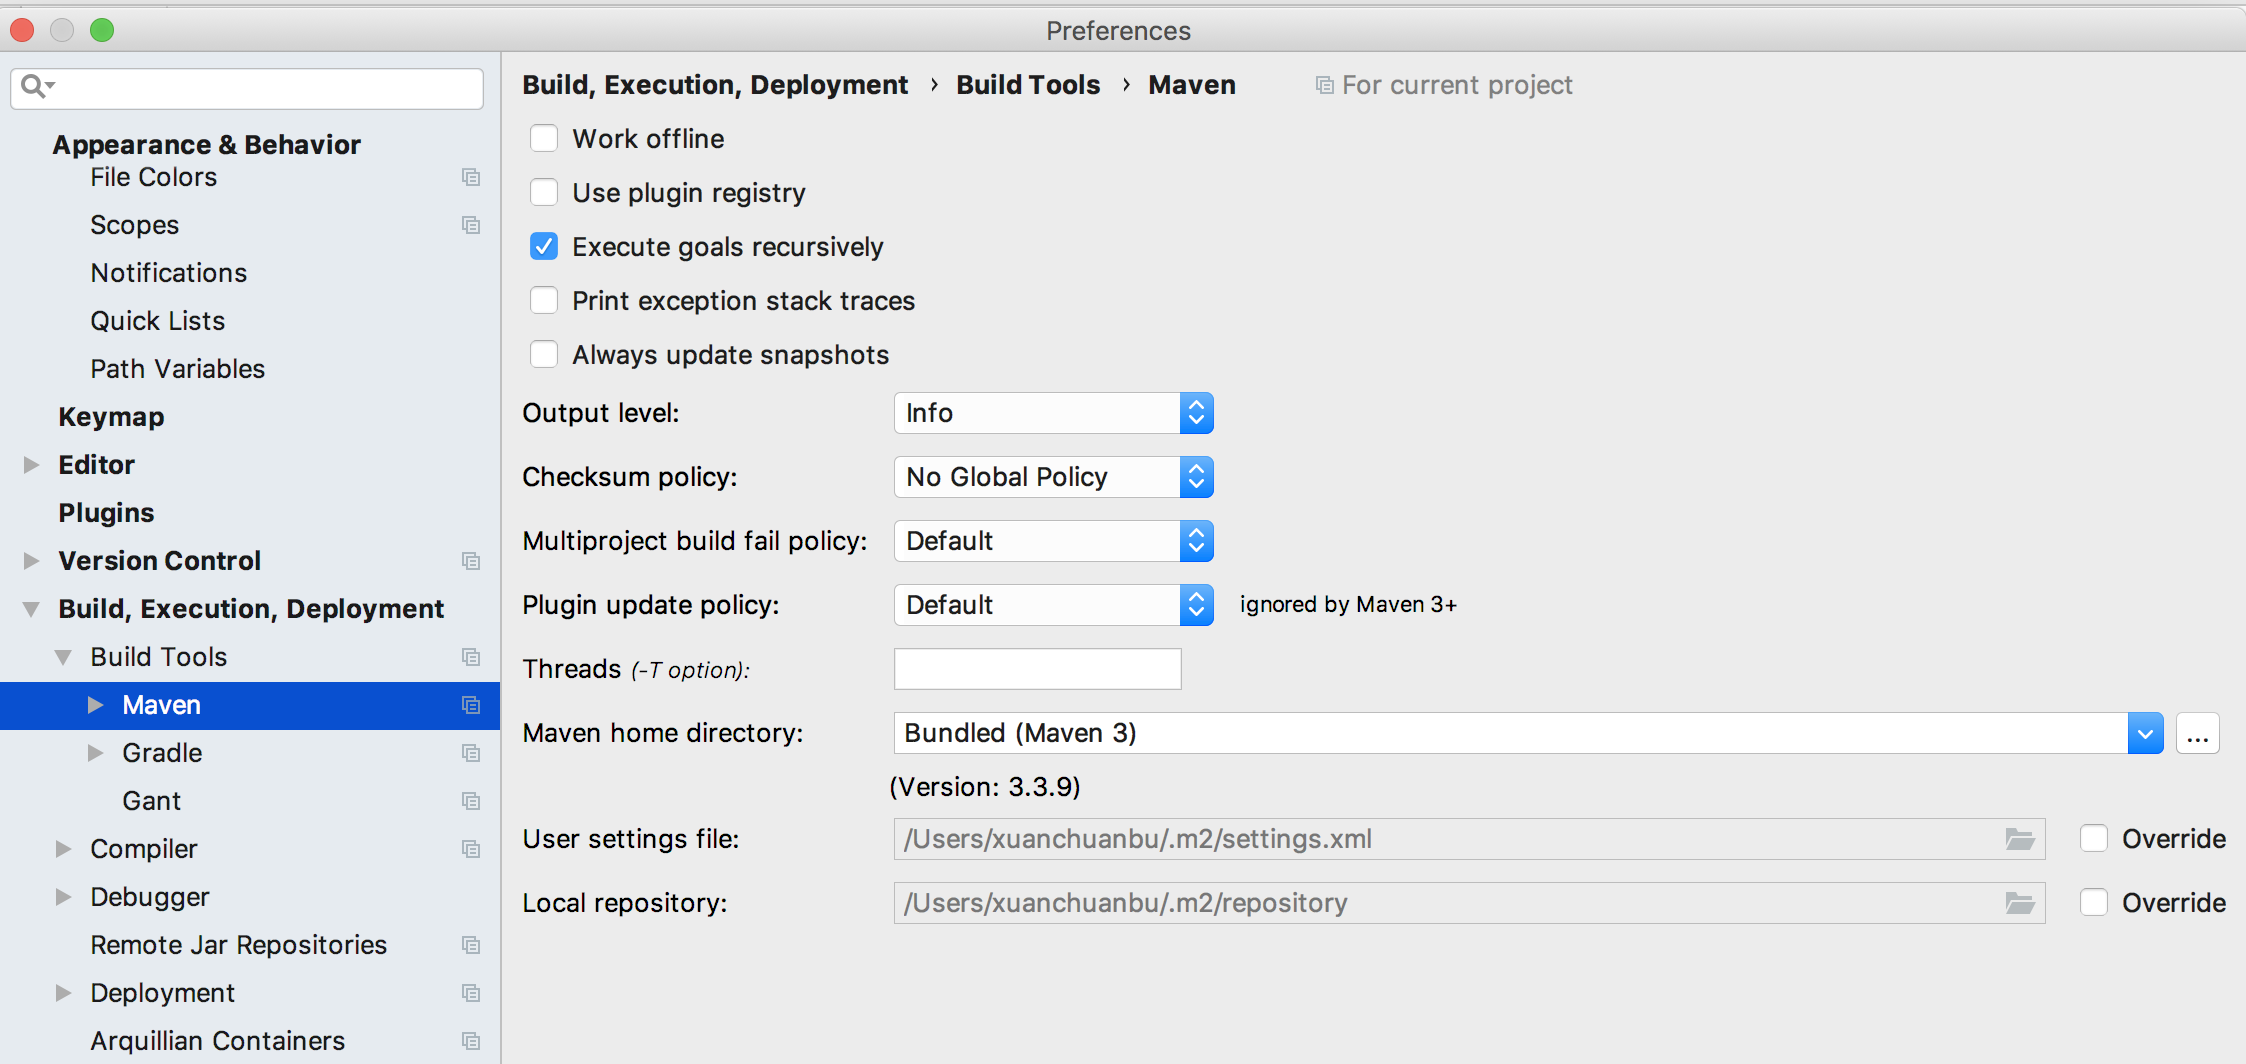 Preferences
Appearance & Behavior
File Colors
Scopes
Notifications
Quick Lists
Path Variables
Keymap
Editor
Plugins
Version Control
Build, Execution, Deployment
Build Tools
Maven
Gradle
Gant
Compiler
Debugger
Remote Jar Repositories
Deployment
Arquillian Containers
Build, Execution, Deployment › Build Tools › Maven For current project
Work offline
Use plugin registry
Execute goals recursively
Print exception stack traces
Always update snapshots
Output level: Info
Checksum policy: No Global Policy
Multiproject build fail policy: Default
Plugin update policy: Default ignored by Maven 3+
Threads (-T option):
Maven home directory: Bundled (Maven 3) ...
(Version: 3.3.9)
User settings file: /Users/xuanchuanbu/.m2/settings.xml Override
Local repository: /Users/xuanchuanbu/.m2/repository Override